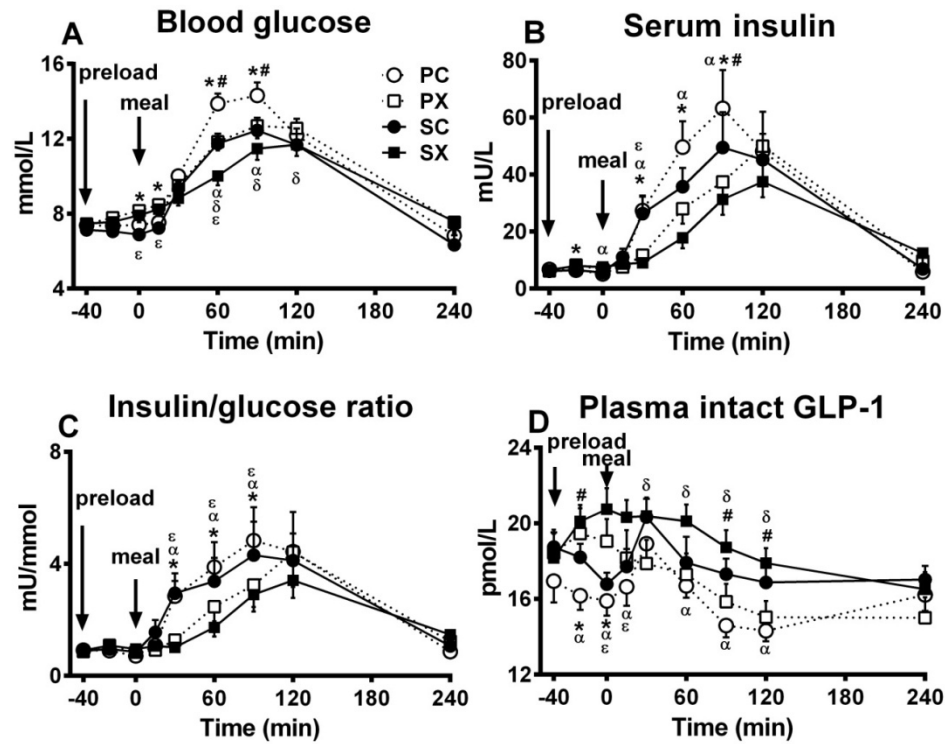 A
Blood glucose
16
12
8
4
mmol/L
preload
meal
PC
PX
SC
SX
*#
*#
* *
ε
ε
α
δ
ε
α
δ
δ
-40 0 60 120 180 240
Time (min)
B
Serum insulin
80
60
40
20
0
mU/L
preload
meal
α*#
α
*
ε
α
*
*
α
-40 0 60 120 180 240
Time (min)
C
Insulin/glucose ratio
8
4
0
mU/mmol
preload
meal
ε
α
*
ε
α
*
ε
α
*
-40 0 60 120 180 240
Time (min)
D
Plasma intact GLP-1
24
20
16
12
pmol/L
preload
meal
#
δ
δ
δ
#
δ
#
*
α
*
α
ε
α
ε
α
α
α
-40 0 60 120 180 240
Time (min)